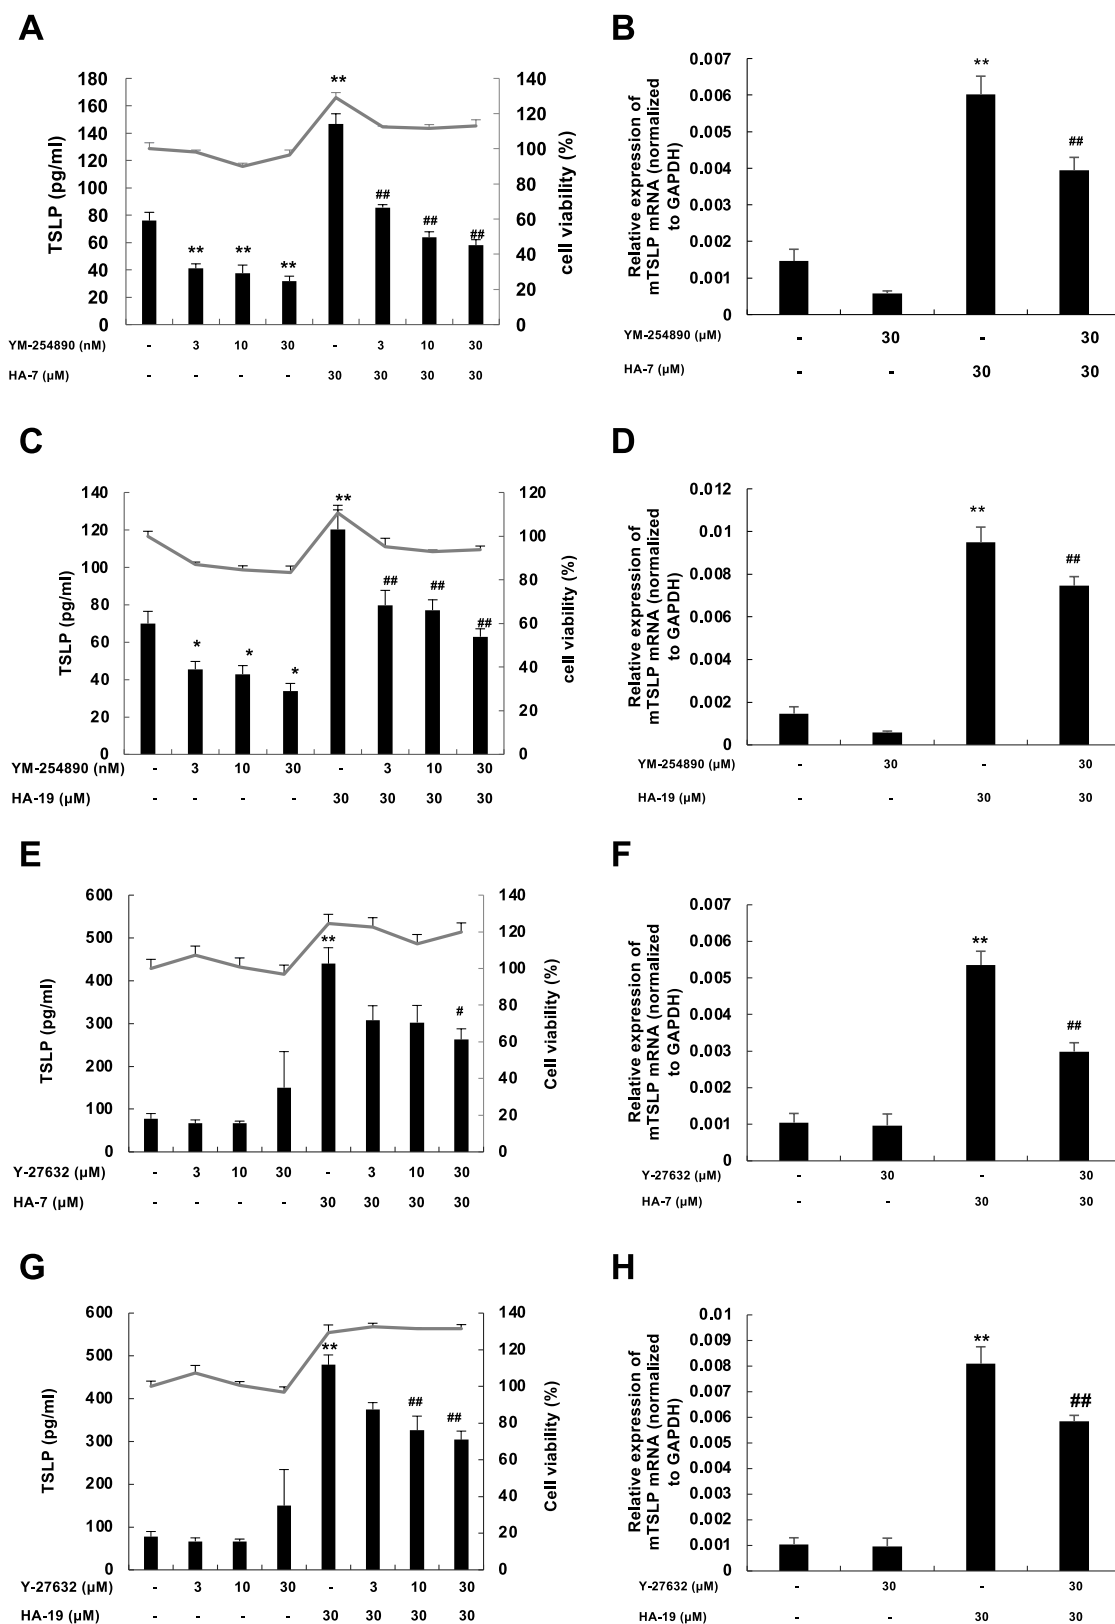 A
TSLP (pg/ml)
180
160
140
120
100
80
60
40
20
0
**
**
**
**
##
##
##
140
120
100
80
60
40
20
0
cell viability (%)
YM-254890 (nM) - 3 10 30 - 3 10 30
HA-7 (μM) - - - - 30 30 30 30
B
Relative expression of
mTSLP mRNA (normalized
to GAPDH)
0.007
0.006
0.005
0.004
0.003
0.002
0.001
0
**
##
YM-254890 (μM) - 30 - 30
HA-7 (μM) - - 30 30
C
TSLP (pg/ml)
140
120
100
80
60
40
20
0
*
*
*
**
##
##
##
120
100
80
60
40
20
0
cell viability (%)
YM-254890 (nM) - 3 10 30 - 3 10 30
HA-19 (μM) - - - - 30 30 30 30
D
Relative expression of
mTSLP mRNA (normalized
to GAPDH)
0.012
0.01
0.008
0.006
0.004
0.002
0
**
##
YM-254890 (μM) - 30 - 30
HA-19 (μM) - - 30 30
E
TSLP (pg/ml)
600
500
400
300
200
100
0
**
#
140
120
100
80
60
40
20
0
Cell viability (%)
Y-27632 (μM) - 3 10 30 - 3 10 30
HA-7 (μM) - - - - 30 30 30 30
F
Relative expression of
mTSLP mRNA (normalized
to GAPDH)
0.007
0.006
0.005
0.004
0.003
0.002
0.001
0
**
##
Y-27632 (μM) - 30 - 30
HA-7 (μM) - - 30 30
G
TSLP (pg/ml)
600
500
400
300
200
100
0
**
##
##
140
120
100
80
60
40
20
0
Cell viability (%)
Y-27632 (μM) - 3 10 30 - 3 10 30
HA-19 (μM) - - - - 30 30 30 30
H
Relative expression of
mTSLP mRNA (normalized
to GAPDH)
0.01
0.009
0.008
0.007
0.006
0.005
0.004
0.003
0.002
0.001
0
**
##
Y-27632 (μM) - 30 - 30
HA-19 (μM) - - 30 30